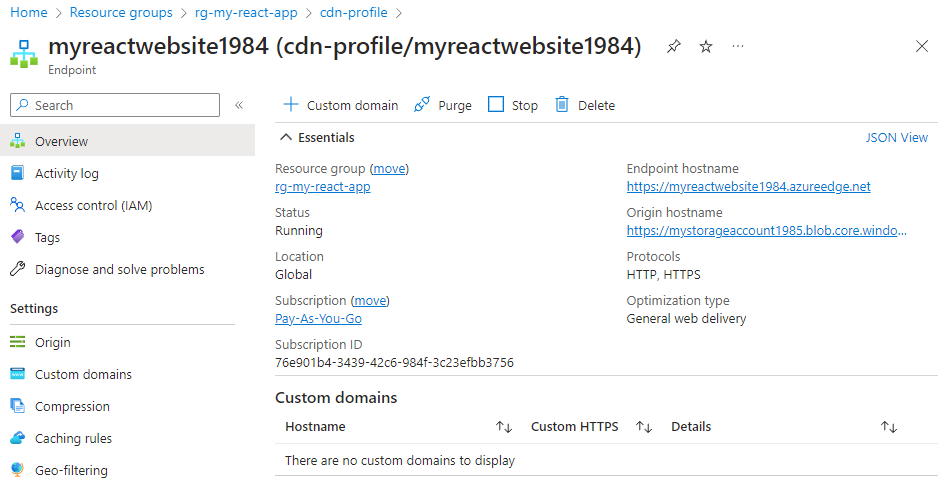 Home > Resource groups > rg-my-react-app > cdn-profile >
myreactwebsite1984 (cdn-profile/myreactwebsite1984)
Endpoint
Search
Overview
Activity log
Access control (IAM)
Tags
Diagnose and solve problems
Settings
Origin
Custom domains
Compression
Caching rules
Geo-filtering
Custom domain Purge Stop Delete
Essentials
JSON View
Resource group (move)
rg-my-react-app
Status
Running
Location
Global
Subscription (move)
Pay-As-You-Go
Subscription ID
76e901b4-3439-42c6-984f-3c23efbb3756
Endpoint hostname
https://myreactwebsite1984.azureedge.net
Origin hostname
https://mystorageaccount1985.blob.core.windo...
Protocols
HTTP, HTTPS
Optimization type
General web delivery
Custom domains
Hostname Custom HTTPS Details
There are no custom domains to display